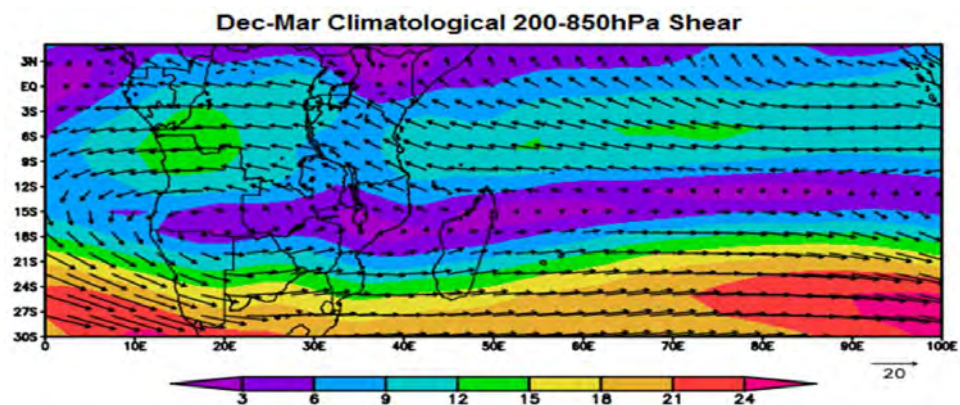 Dec-Mar Climatological 200-850hPa Shear
3N
EQ
3S
6S
9S
12S
15S
18S
21S
24S
27S
30S
0 10E 20E 30E 40E 50E 60E 70E 80E 90E 100E
20
3 6 9 12 15 18 21 24